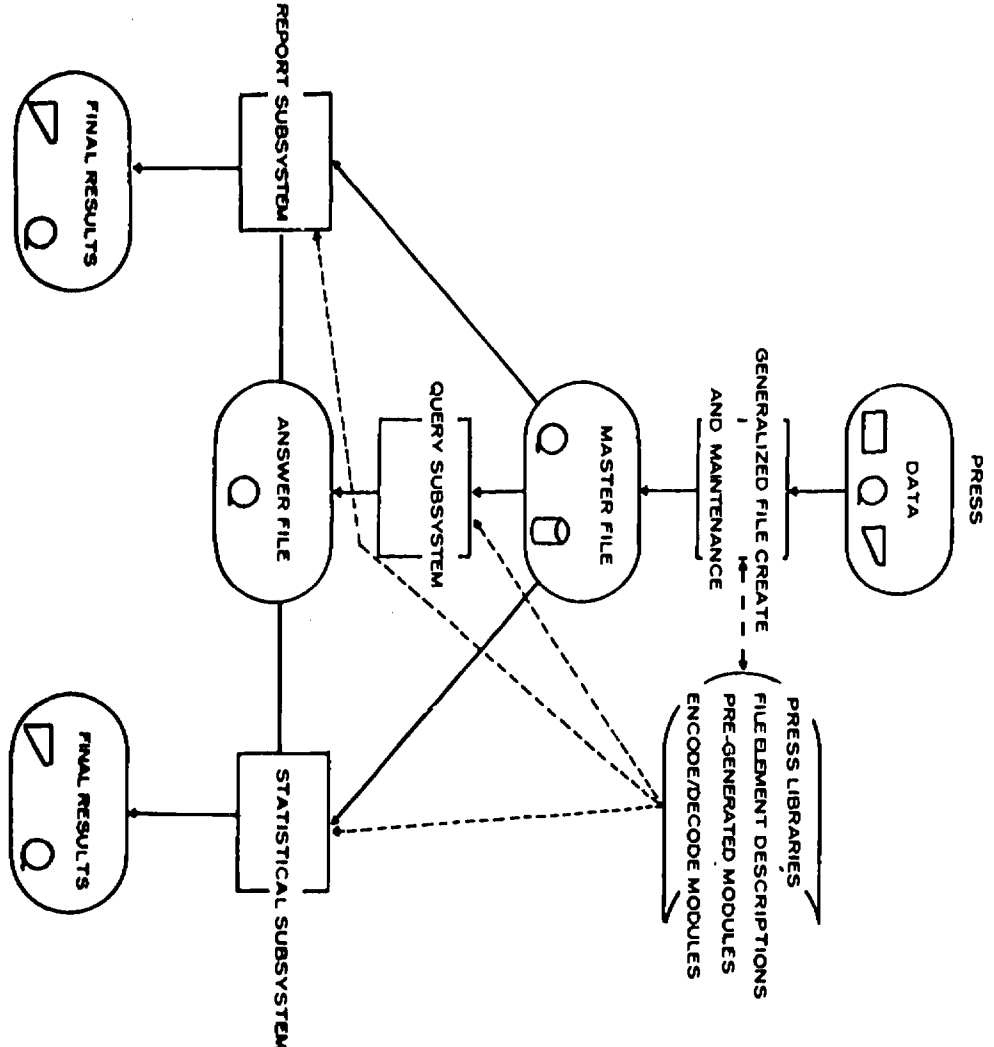 PRESS
DATA
GENERALIZED FILE CREATE
AND MAINTENANCE
PRESS LIBRARIES
FILE ELEMENT DESCRIPTIONS
PRE-GENERATED MODULES
ENCODE/DECODE MODULES
MASTER FILE
QUERY SUBSYSTEM
ANSWER FILE
REPORT SUBSYSTEM
STATISTICAL SUBSYSTEM
FINAL RESULTS
FINAL RESULTS